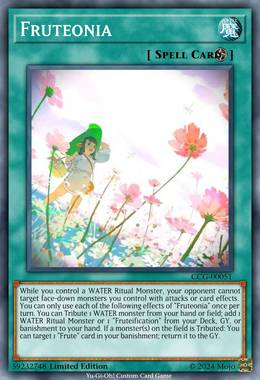 FRUTEONIA
[ SPELL CARD ]
CCG-00051
While you control a WATER Ritual Monster, your opponent cannot
target face-down monsters you control with attacks or card effects.
You can only use each of the following effects of "Fruteonia" once per
turn. You can Tribute 1 WATER monster from your hand or field; add 1
WATER Ritual Monster or 1 "Fruteification" from your Deck, GY, or
banishment to your hand. If a monster(s) on the field is Tributed: You
can target 1 "Frute" card in your banishment; return it to the GY.
59232748 Limited Edition
© 2024 Mojo
Yu-Gi-Oh! Custom Card Game